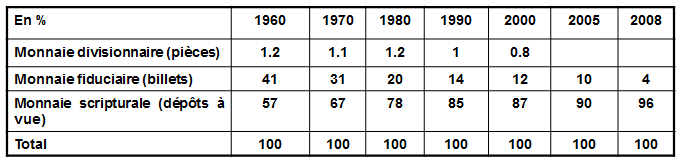 En % 1960 1970 1980 1990 2000 2005 2008
Monnaie divisionnaire (pièces) 1.2 1.1 1.2 1 0.8
Monnaie fiduciaire (billets) 41 31 20 14 12 10 4
Monnaie scripturale (dépôts à 57 67 78 85 87 90 96
vue)
Total 100 100 100 100 100 100 100